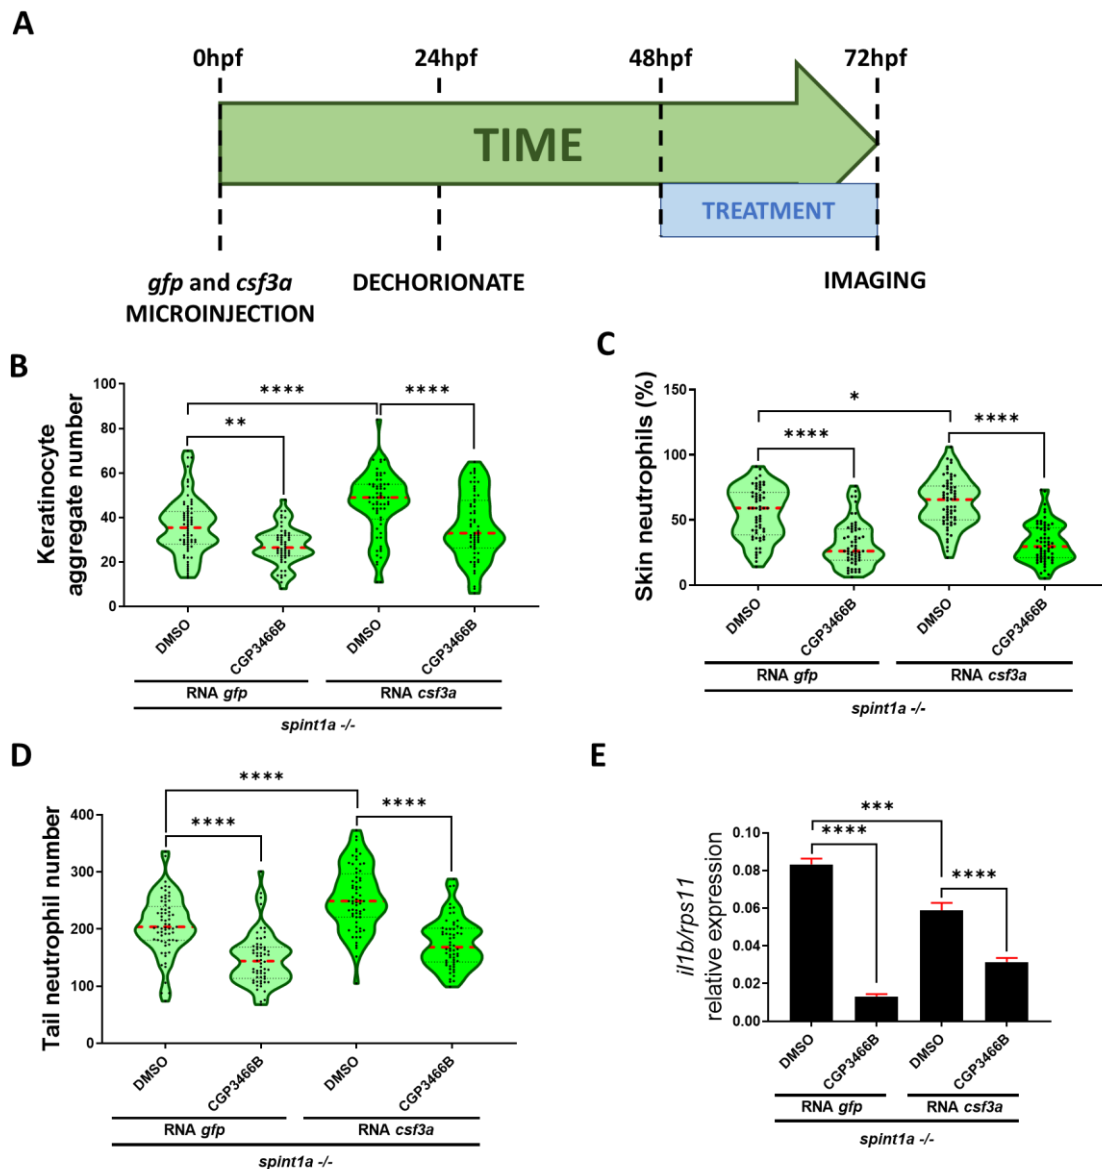 A
0hpf 24hpf 48hpf 72hpf
TIME
TREATMENT
gfp and csf3a
MICROINJECTION
DECHORIONATE
IMAGING
B
Keratinocyte
aggregate number
100
80
60
40
20
0
**** ****
**
DMSO CGP3466B DMSO CGP3466B
RNA gfp RNA csf3a
spint1a -/-
C
Skin neutrophils (%)
150
100
50
0
*
**** ****
DMSO CGP3466B DMSO CGP3466B
RNA gfp RNA csf3a
spint1a -/-
D
Tail neutrophil number
400
300
200
100
0
****
**** ****
DMSO CGP3466B DMSO CGP3466B
RNA gfp RNA csf3a
spint1a -/-
E
il1b/rps11
relative expression
0.10
0.08
0.06
0.04
0.02
0.00
***
****
****
DMSO CGP3466B DMSO CGP3466B
RNA gfp RNA csf3a
spint1a -/-